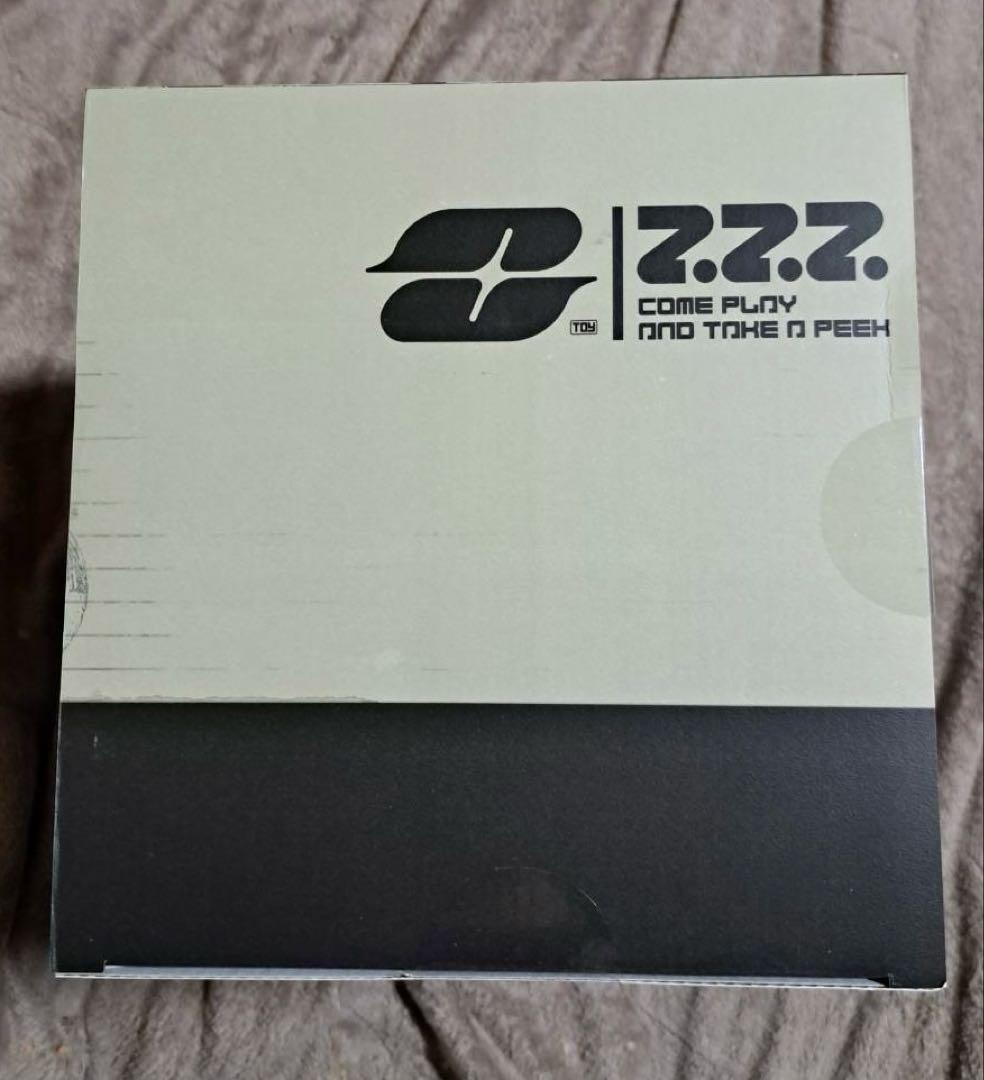 Z.Z.Z.
COME PLAY
AND TAKE A PEEK
TOY